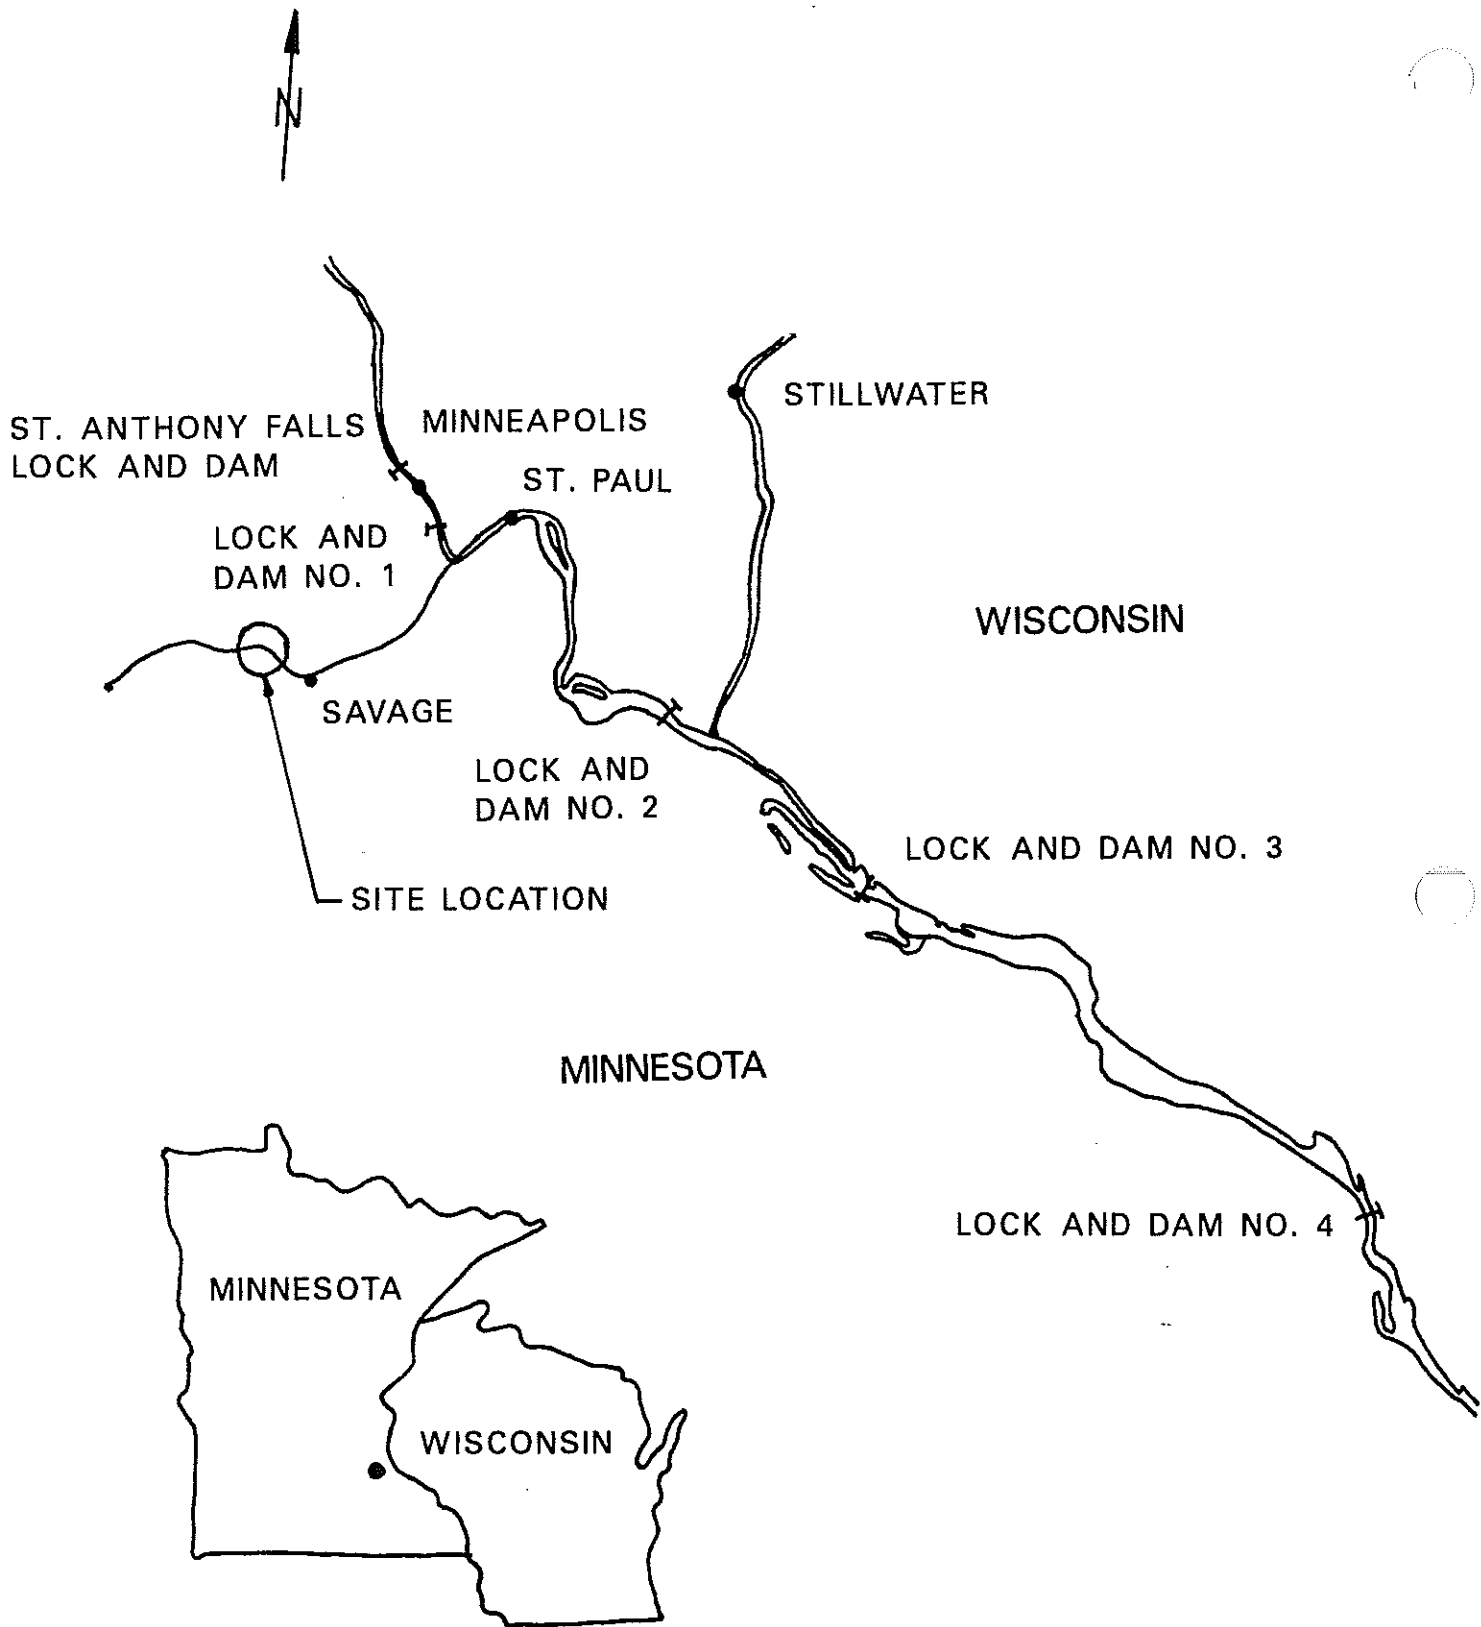 N
STILLWATER
ST. ANTHONY FALLS
LOCK AND DAM
MINNEAPOLIS
ST. PAUL
LOCK AND
DAM NO. 1
WISCONSIN
SAVAGE
LOCK AND
DAM NO. 2
LOCK AND DAM NO. 3
SITE LOCATION
MINNESOTA
LOCK AND DAM NO. 4
MINNESOTA
WISCONSIN